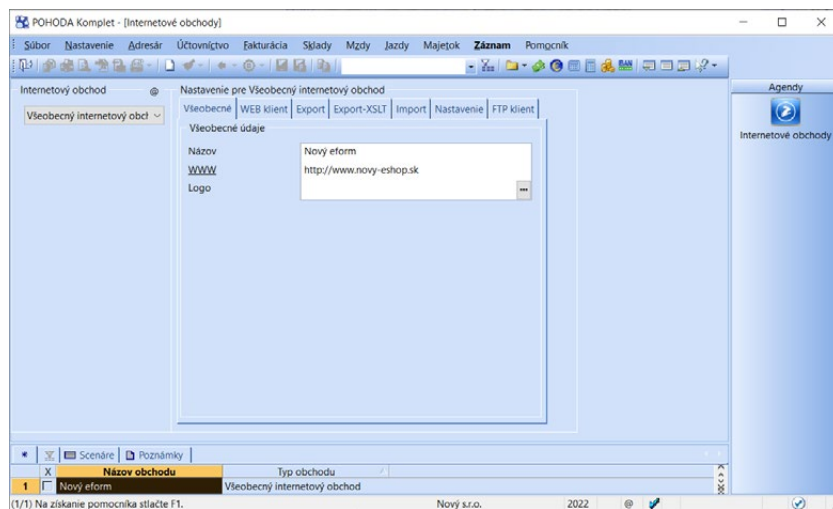 POHODA Komplet - [Internetové obchody]
Súbor Nastavenie Adresár Účtovníctvo Fakturácia Sklady Mzdy Jazdy Majetok Záznam Pomocník
Internetový obchod @
Všeobecný internetový obch
Nastavenie pre Všeobecný internetový obchod
Všeobecné WEB klient Export Export-XSLT Import Nastavenie FTP klient
Všeobecné údaje
Názov Nový eform
WWW http://www.novy-eshop.sk
Logo
Agendy
Internetové obchody
* Scenáre Poznámky
X Názov obchodu Typ obchodu
1 Nový eform Všeobecný internetový obchod
(1/1) Na získanie pomocníka stlačte F1. Nový s.r.o. 2022 @